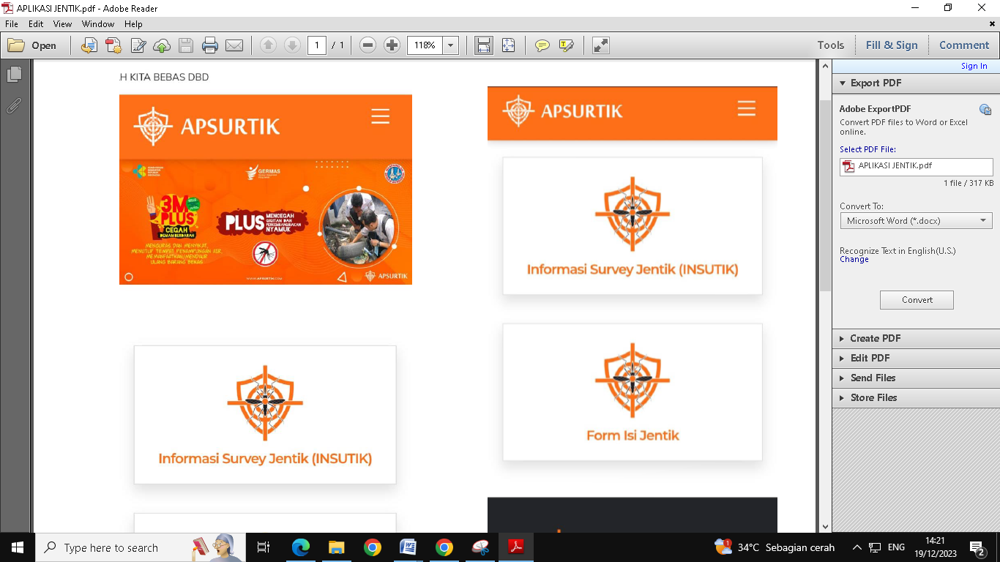 APLIKASI JENTIK.pdf - Adobe Reader
File Edit View Window Help
Open
1 / 1
118%
Tools
Fill & Sign
Comment
H KITA BEBAS DBD
APSURTIK
GERMAS
3M
PLUS
CEGAH
DEMAM BERDARAH
MENGURAS DAN MENYIKAT,
MENUTUP TEMPAT PENAMPUNGAN AIR,
MEMANFAATKAN/MENDAUR
ULANG BARANG BEKAS
PLUS
MENCEGAH
GIGITAN DAN
PERKEMBANGBIAKAN
NYAMUK
WWW.APSURTIK.COM
APSURTIK
Informasi Survey Jentik (INSUTIK)
APSURTIK
Informasi Survey Jentik (INSUTIK)
Form Isi Jentik
Sign In
Export PDF
Adobe ExportPDF
Convert PDF files to Word or Excel
online.
Select PDF File:
APLIKASI JENTIK.pdf
1 file / 317 KB
Convert To:
Microsoft Word (*.docx)
Recognize Text in English(U.S.)
Change
Convert
Create PDF
Edit PDF
Send Files
Store Files
Type here to search
34°C Sebagian cerah
ENG
14:21
19/12/2023
2